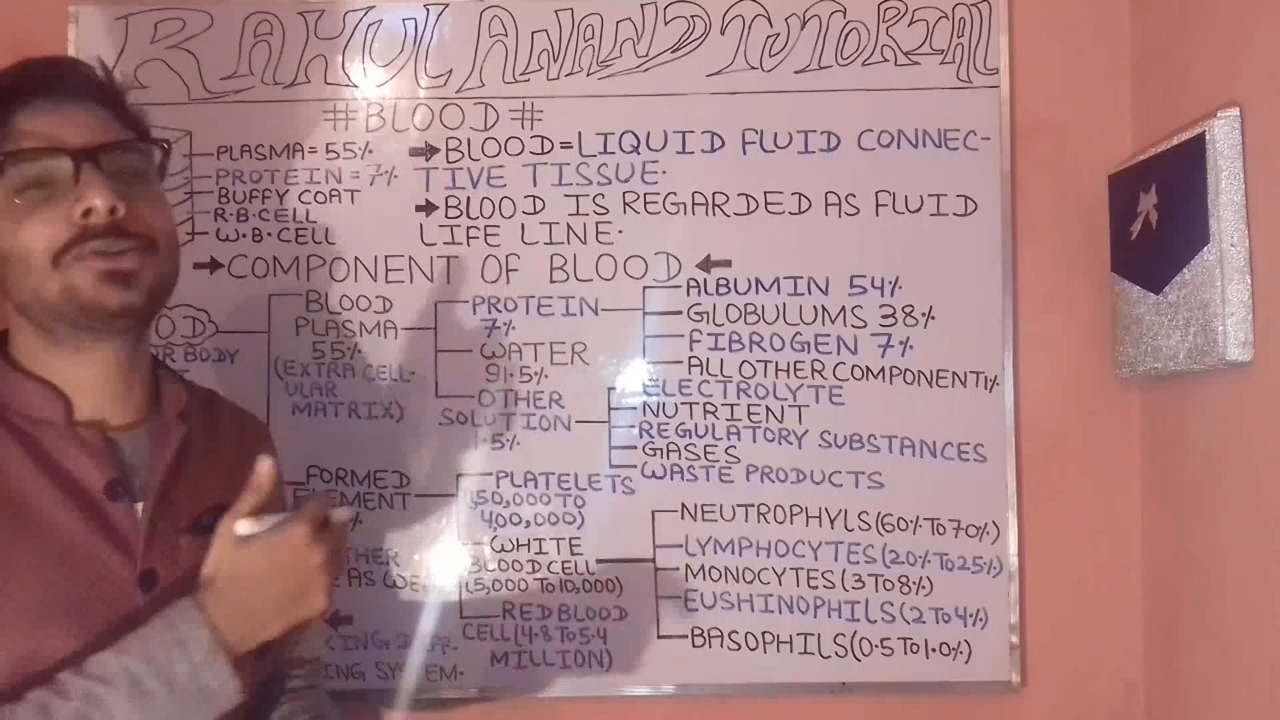 RAHUL ANAND TUTORIAL
#BLOOD#
PLASMA=55%
PROTEIN=7%
BUFFY COAT
R·B·CELL
W·B·CELL
➡BLOOD=LIQUID FLUID CONNEC-
TIVE TISSUE·
➡BLOOD IS REGARDED AS FLUID
LIFE LINE·
➡COMPONENT OF BLOOD⬅
BODY
BLOOD
PLASMA
55%
(EXTRA CELL-
ULAR
MATRIX)
PROTEIN
7%
WATER
91·5%
OTHER
SOLUTION
1·5%
ALBUMIN 54%
GLOBULUMS 38%
FIBROGEN 7%
ALL OTHER COMPONENT1%
ELECTROLYTE
NUTRIENT
REGULATORY SUBSTANCES
GASES
WASTE PRODUCTS
FORMED
ELEMENT
PLATELETS
(150,000 TO
400,000)
WHITE
BLOOD CELL
(5,000 TO 10,000)
RED BLOOD
CELL(4·8 TO 5·4
MILLION)
NEUTROPHYLS(60% TO 70%)
LYMPHOCYTES(20% TO 25%)
MONOCYTES(3 TO 8%)
EUSHINOPHILS(2 TO 4%)
BASOPHILS(0·5 TO 1·0%)
AS